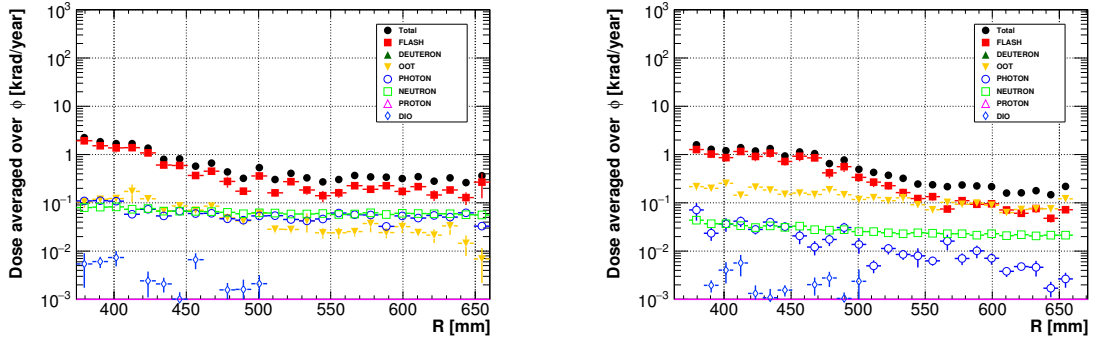 Dose averaged over ϕ [krad/year]
10³
10²
10
1
10⁻¹
10⁻²
10⁻³
Total
FLASH
DEUTERON
OOT
PHOTON
NEUTRON
PROTON
DIO
400 450 500 550 600 650
R [mm]
Dose averaged over ϕ [krad/year]
10³
10²
10
1
10⁻¹
10⁻²
10⁻³
Total
FLASH
DEUTERON
OOT
PHOTON
NEUTRON
PROTON
DIO
400 450 500 550 600 650
R [mm]